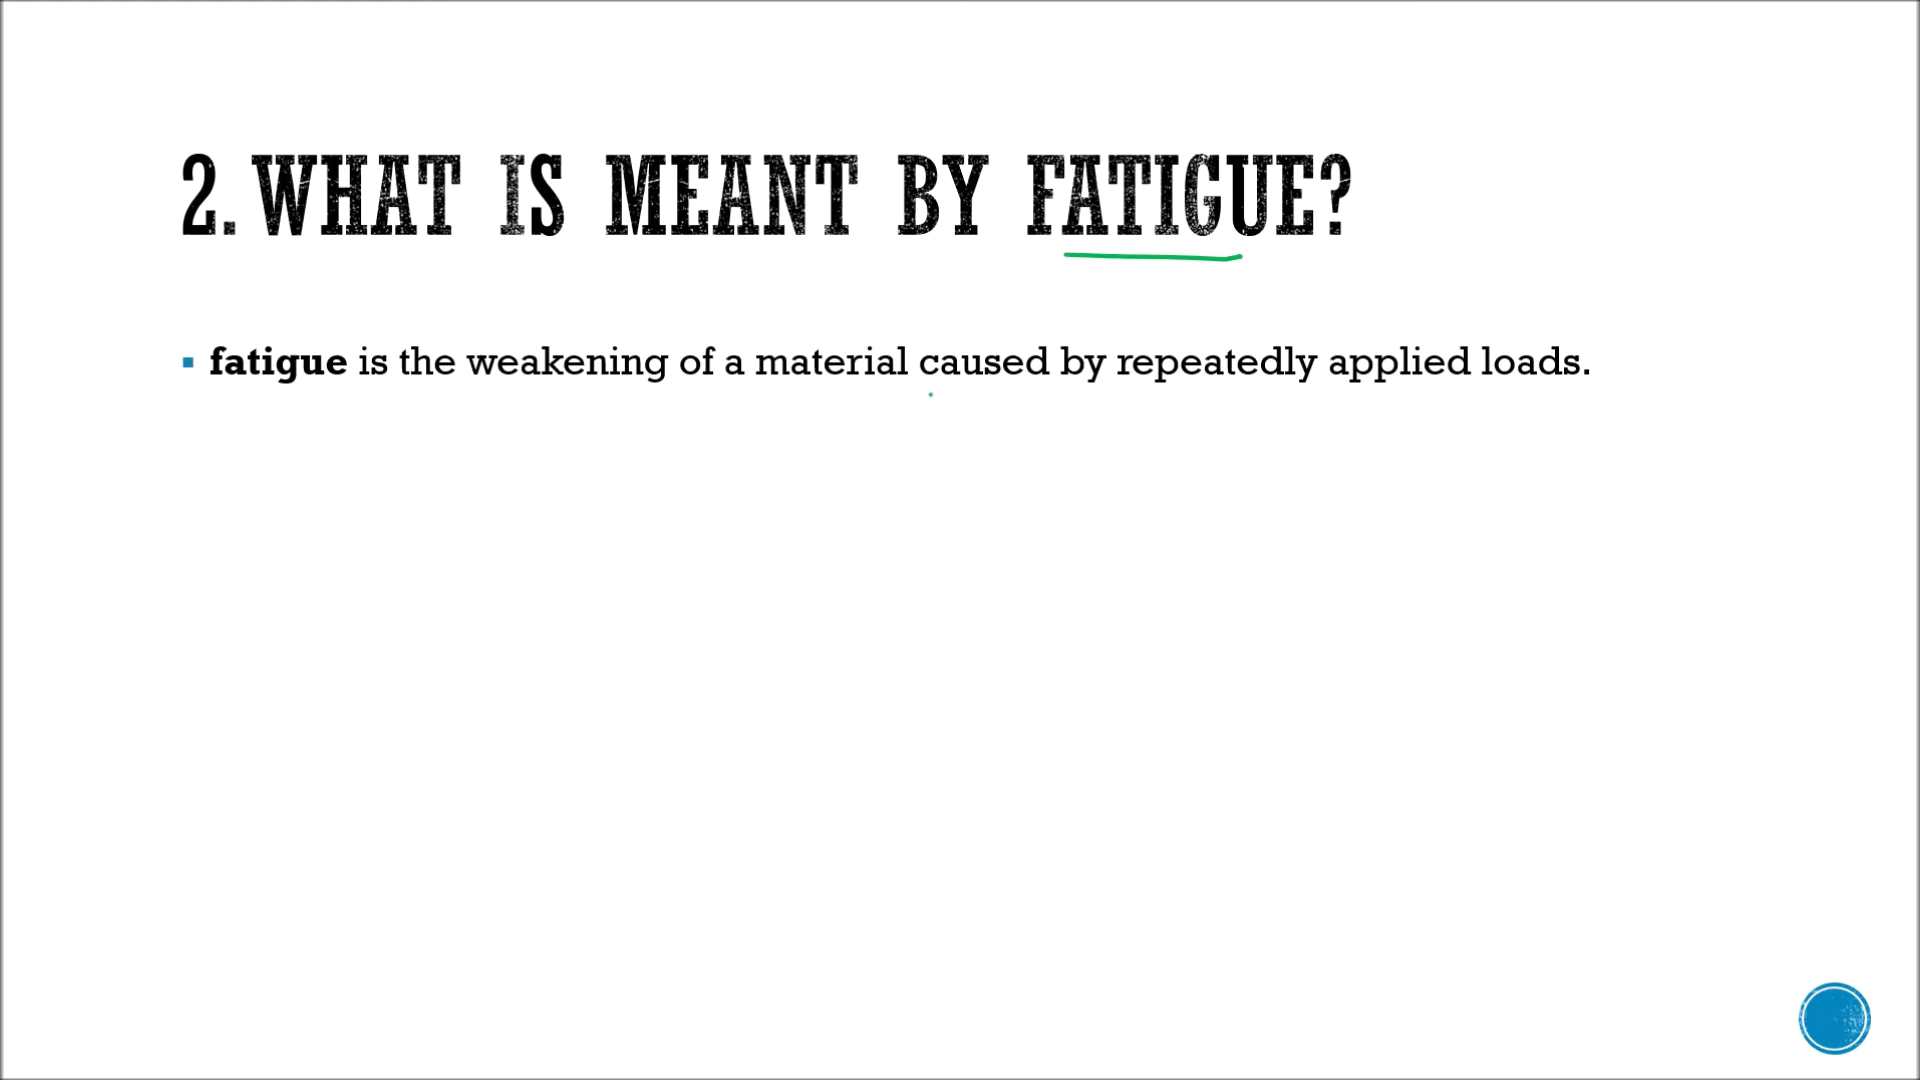 2. WHAT IS MEANT BY FATIGUE?
fatigue is the weakening of a material caused by repeatedly applied loads.